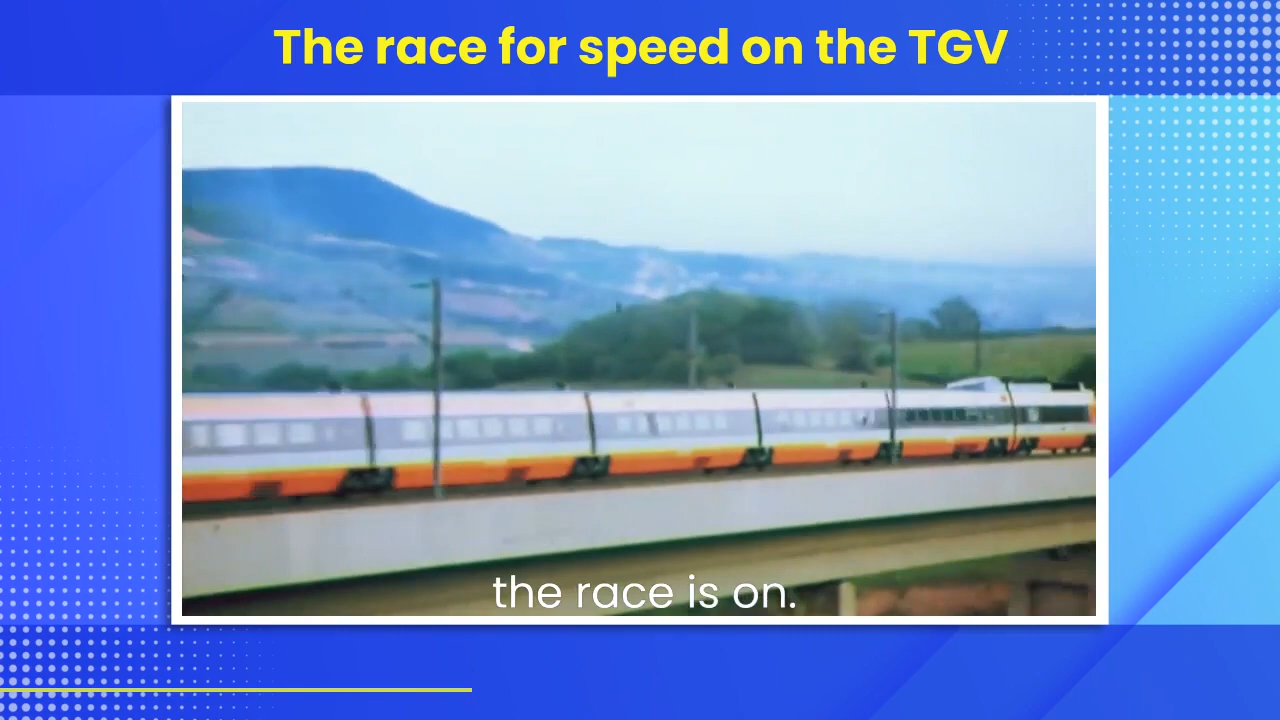 The race for speed on the TGV
the race is on.